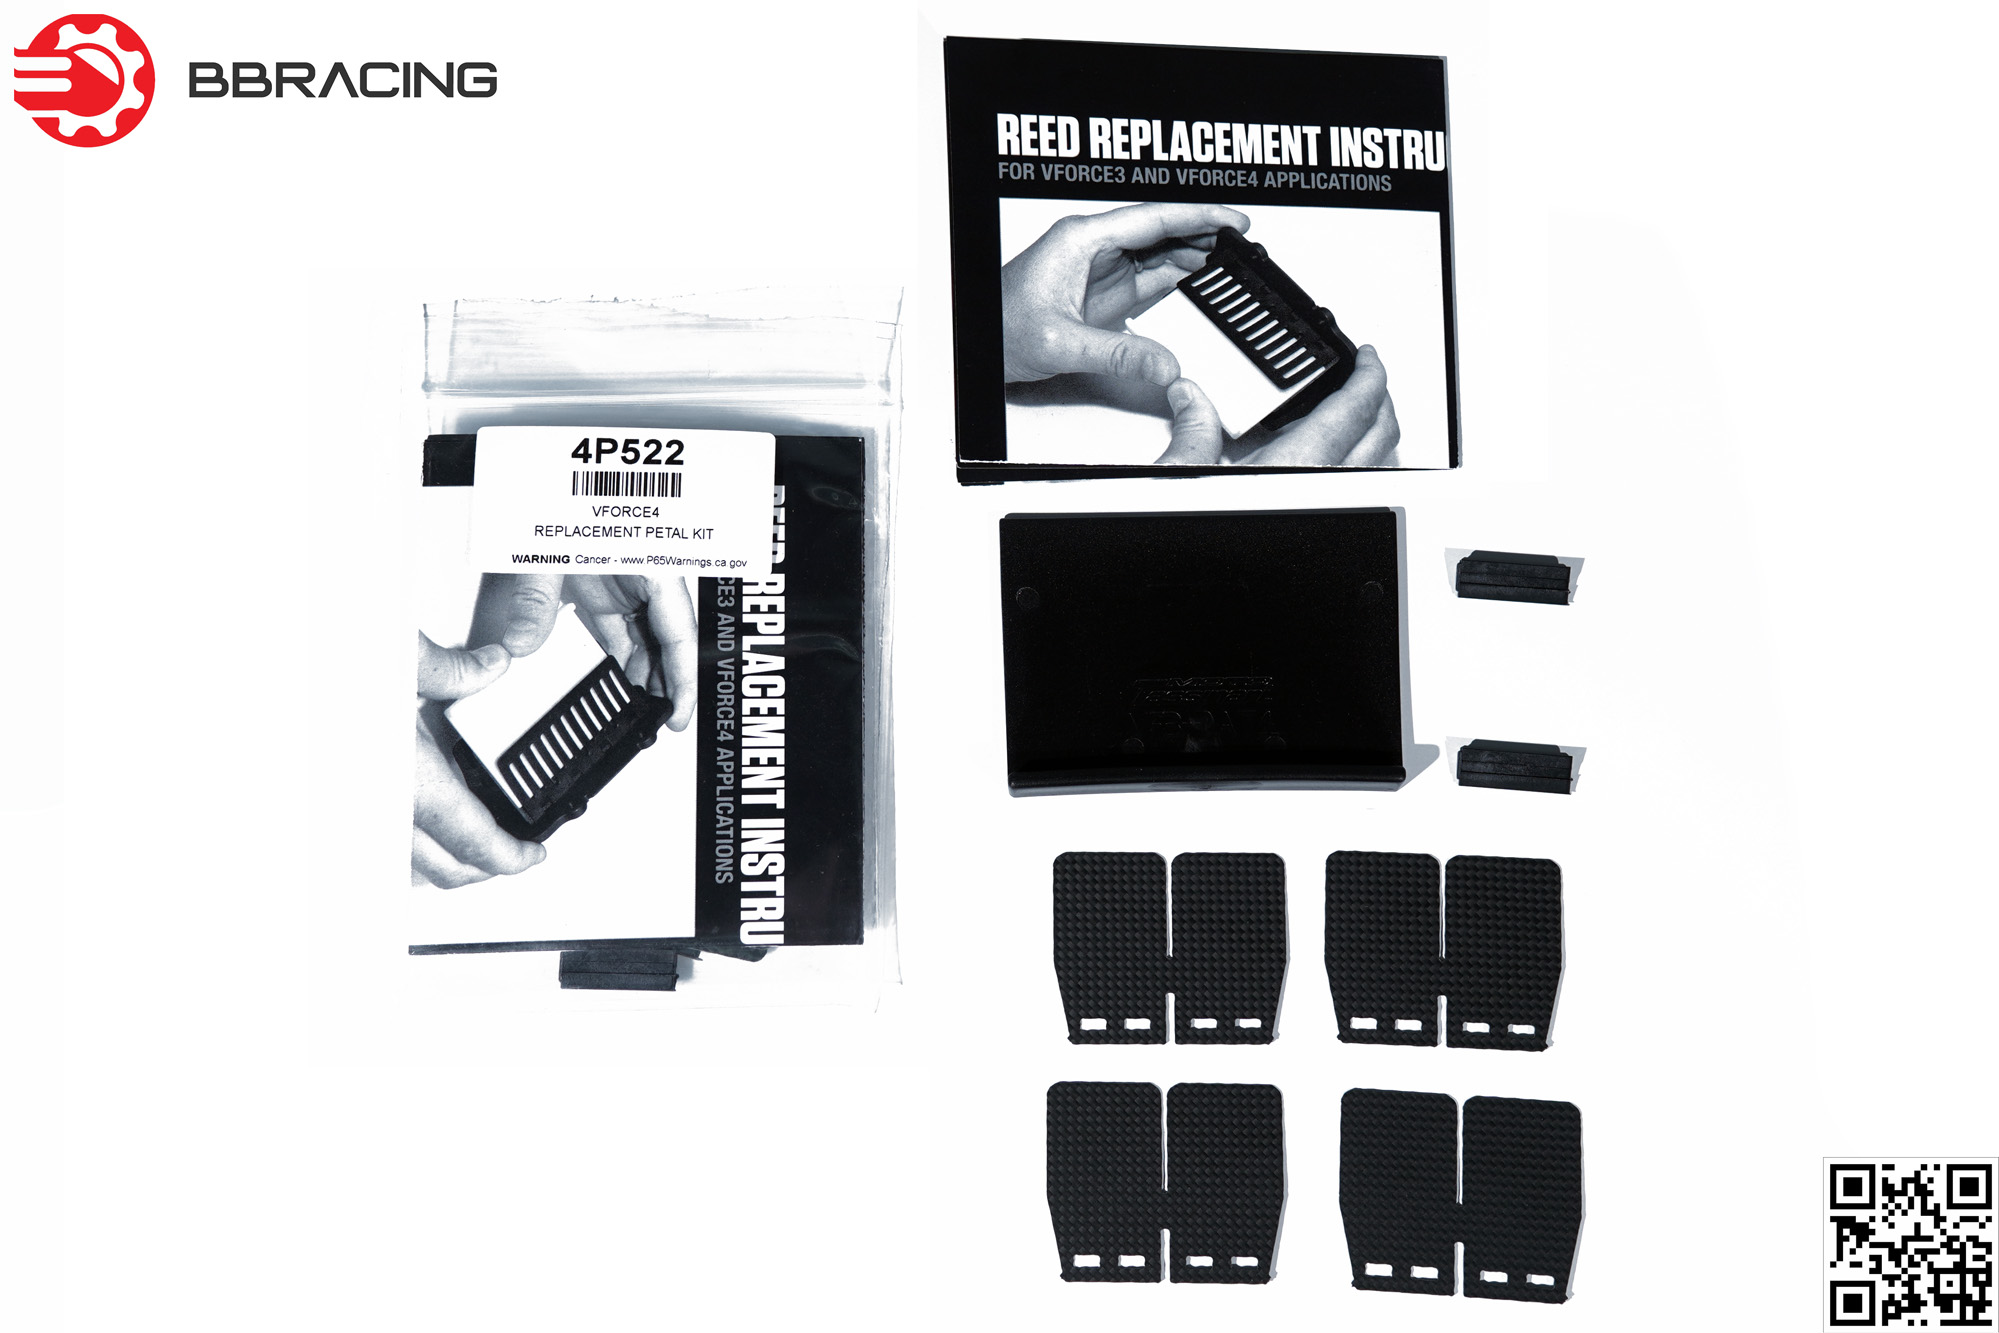 BBRACING
REED REPLACEMENT INSTRU
FOR VFORCE3 AND VFORCE4 APPLICATIONS
4P522
VFORCE4
REPLACEMENT PETAL KIT
WARNING Cancer - www.P65Warnings.ca.gov
REED REPLACEMENT INSTRU
CE3 AND VFORCE4 APPLICATIONS